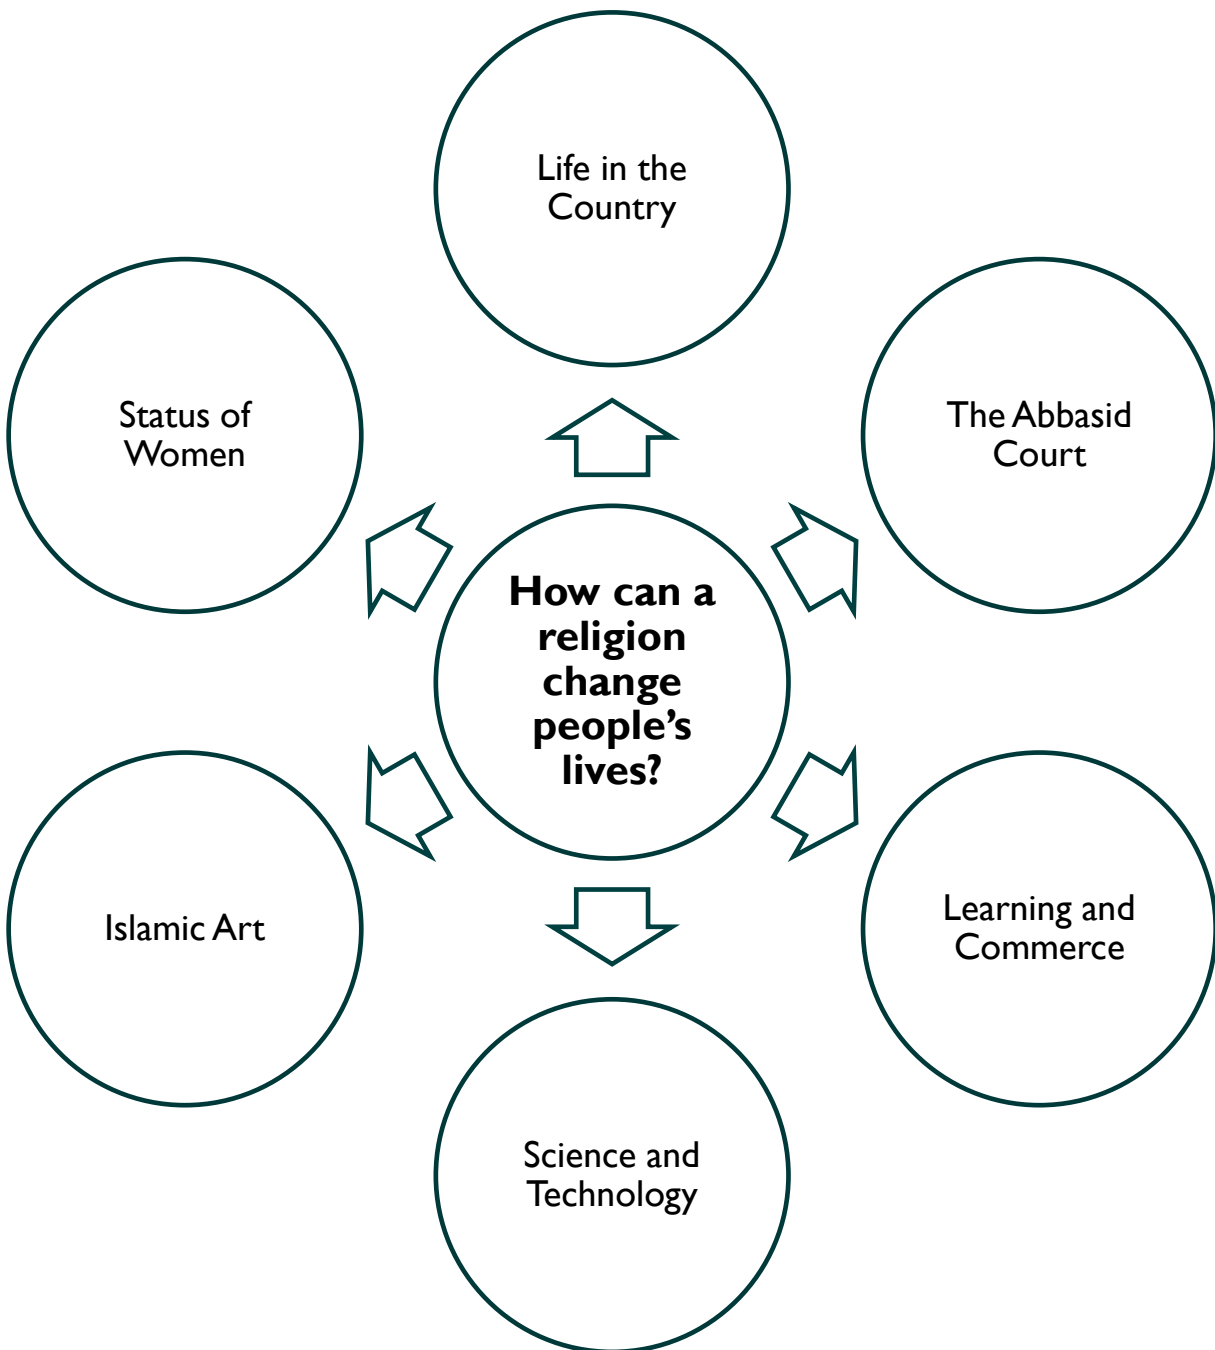 Life in the
Country
Status of
Women
The Abbasid
Court
How can a
religion
change
people’s
lives?
Islamic Art
Learning and
Commerce
Science and
Technology